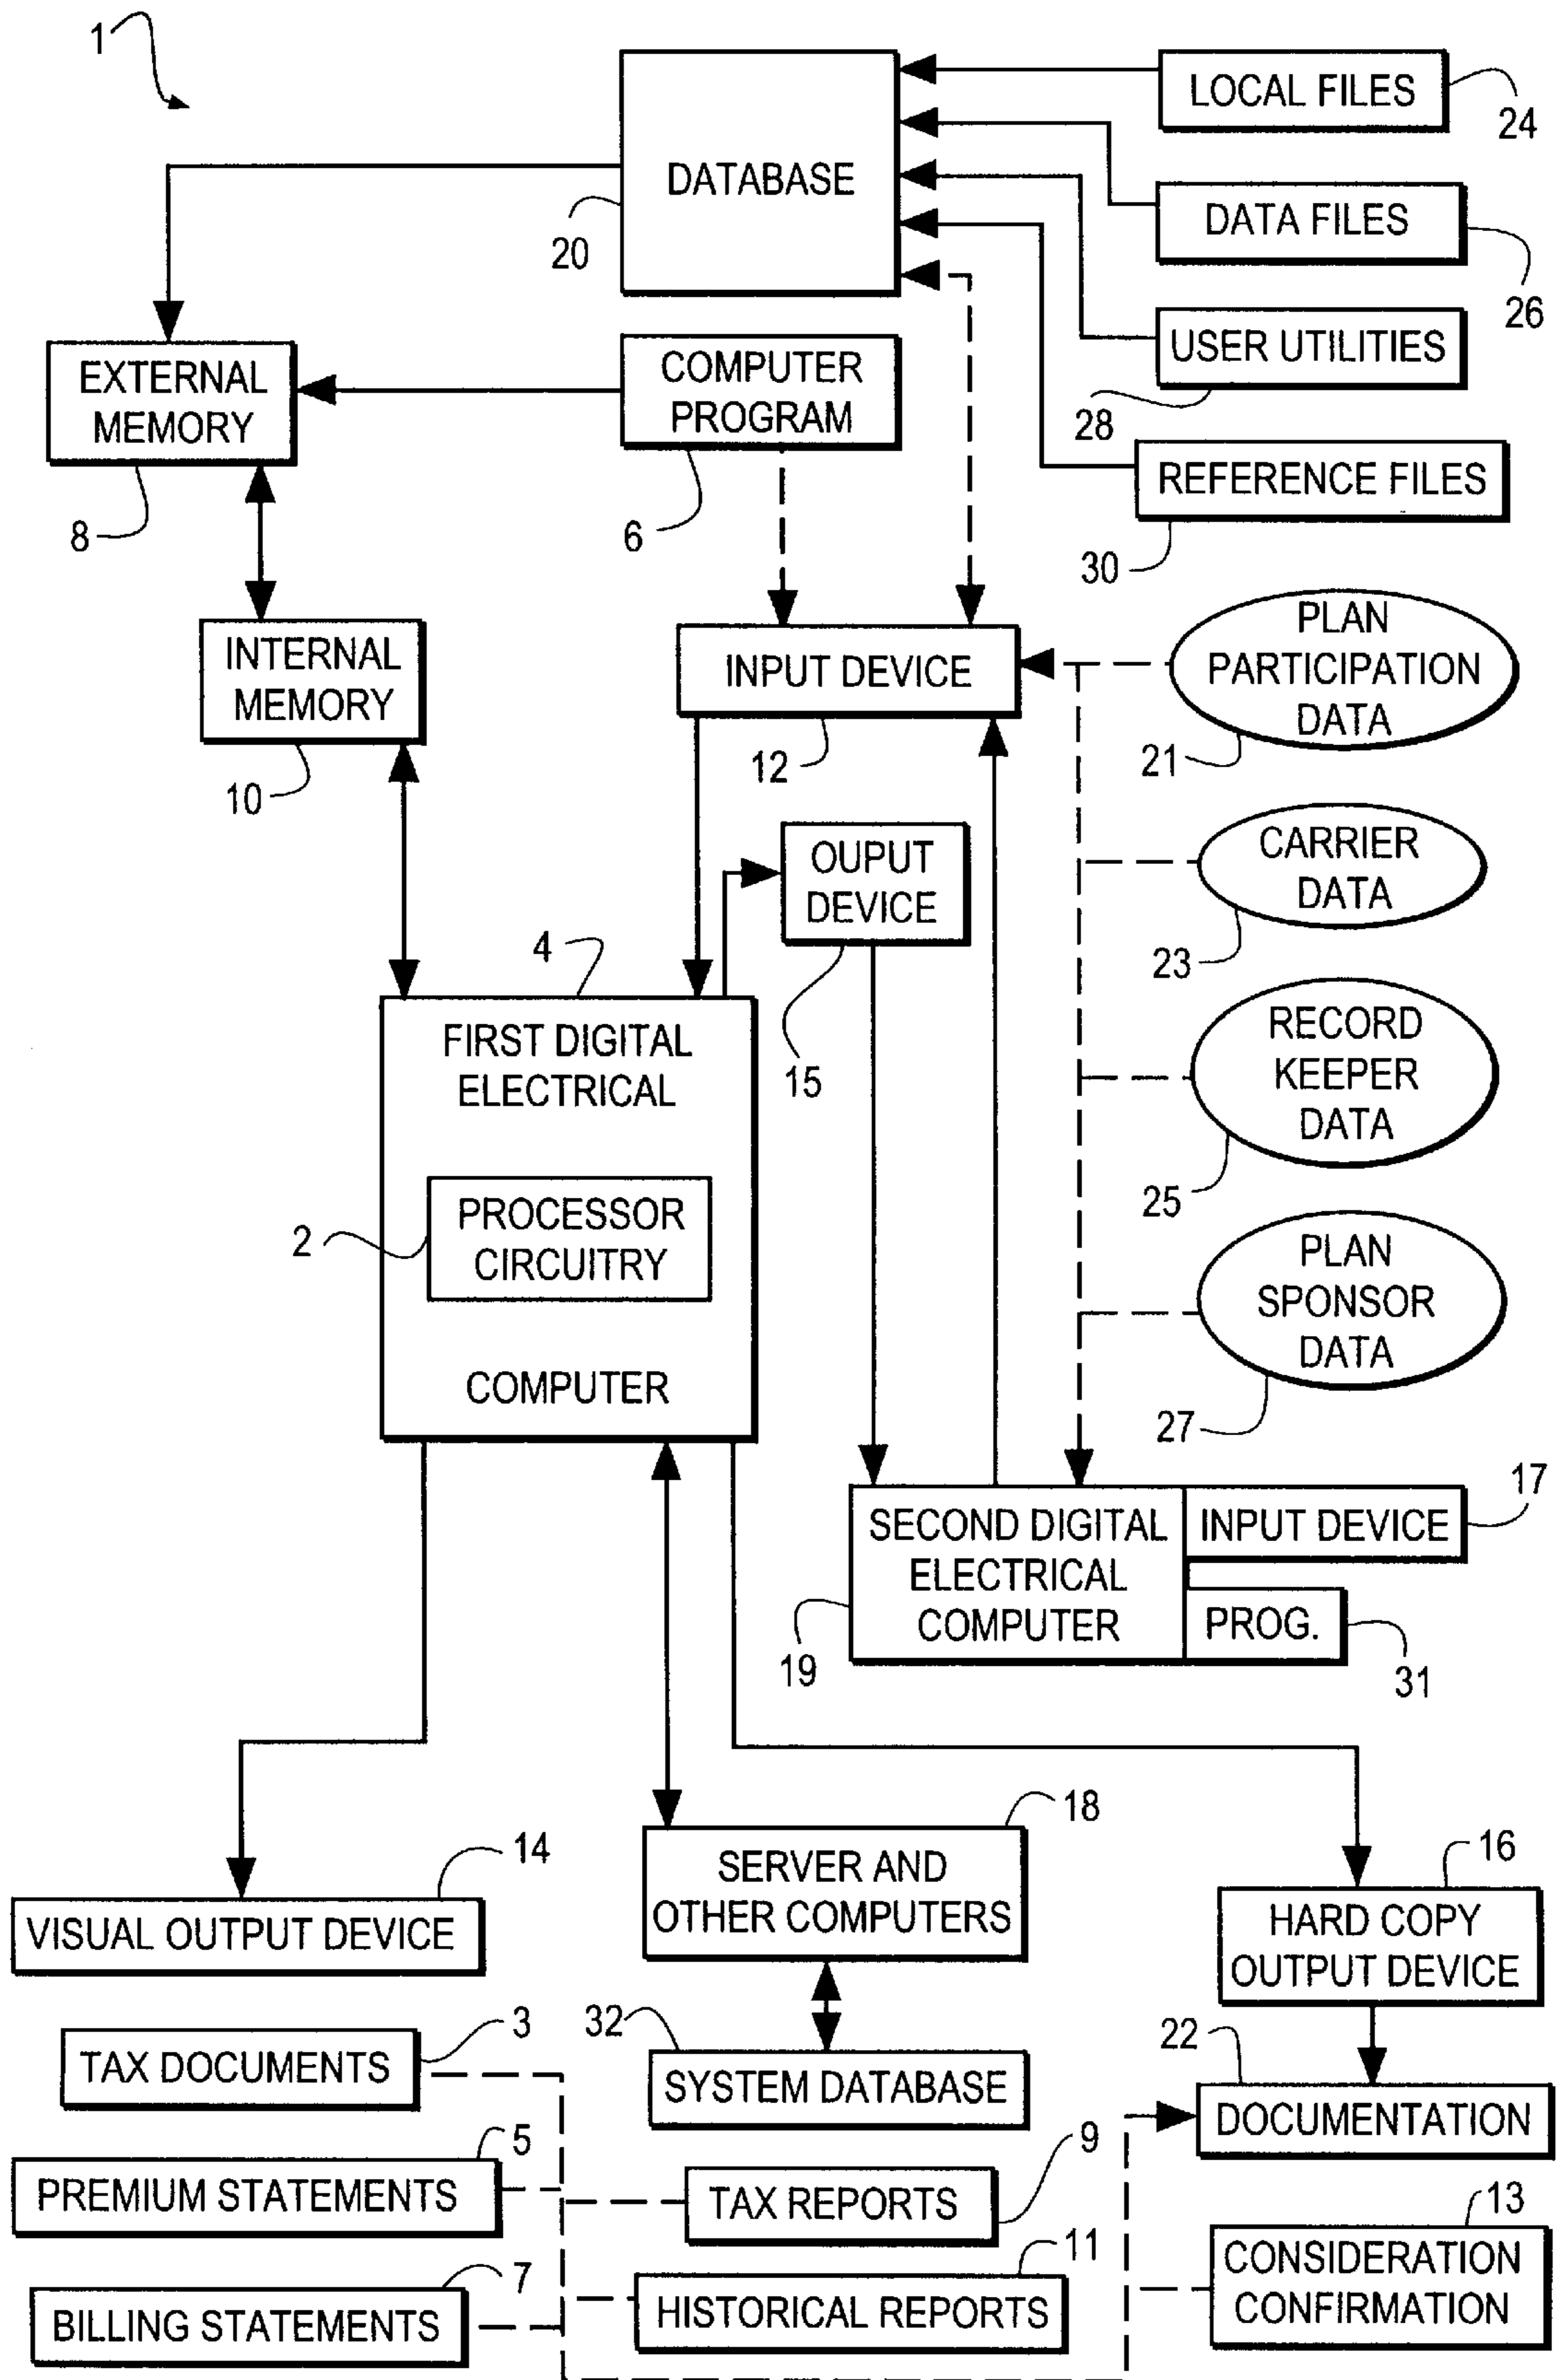 1
DATABASE
20
LOCAL FILES
24
DATA FILES
26
USER UTILITIES
28
REFERENCE FILES
30
EXTERNAL
MEMORY
8
COMPUTER
PROGRAM
6
INTERNAL
MEMORY
10
INPUT DEVICE
12
PLAN
PARTICIPATION
DATA
21
OUPUT
DEVICE
15
CARRIER
DATA
23
4
FIRST DIGITAL
ELECTRICAL
PROCESSOR
CIRCUITRY
2
COMPUTER
RECORD
KEEPER
DATA
25
PLAN
SPONSOR
DATA
27
SECOND DIGITAL
ELECTRICAL
COMPUTER
19
INPUT DEVICE
17
PROG.
31
14
VISUAL OUTPUT DEVICE
18
SERVER AND
OTHER COMPUTERS
16
HARD COPY
OUTPUT DEVICE
3
TAX DOCUMENTS
32
SYSTEM DATABASE
22
DOCUMENTATION
5
PREMIUM STATEMENTS
9
TAX REPORTS
13
CONSIDERATION
CONFIRMATION
7
BILLING STATEMENTS
11
HISTORICAL REPORTS